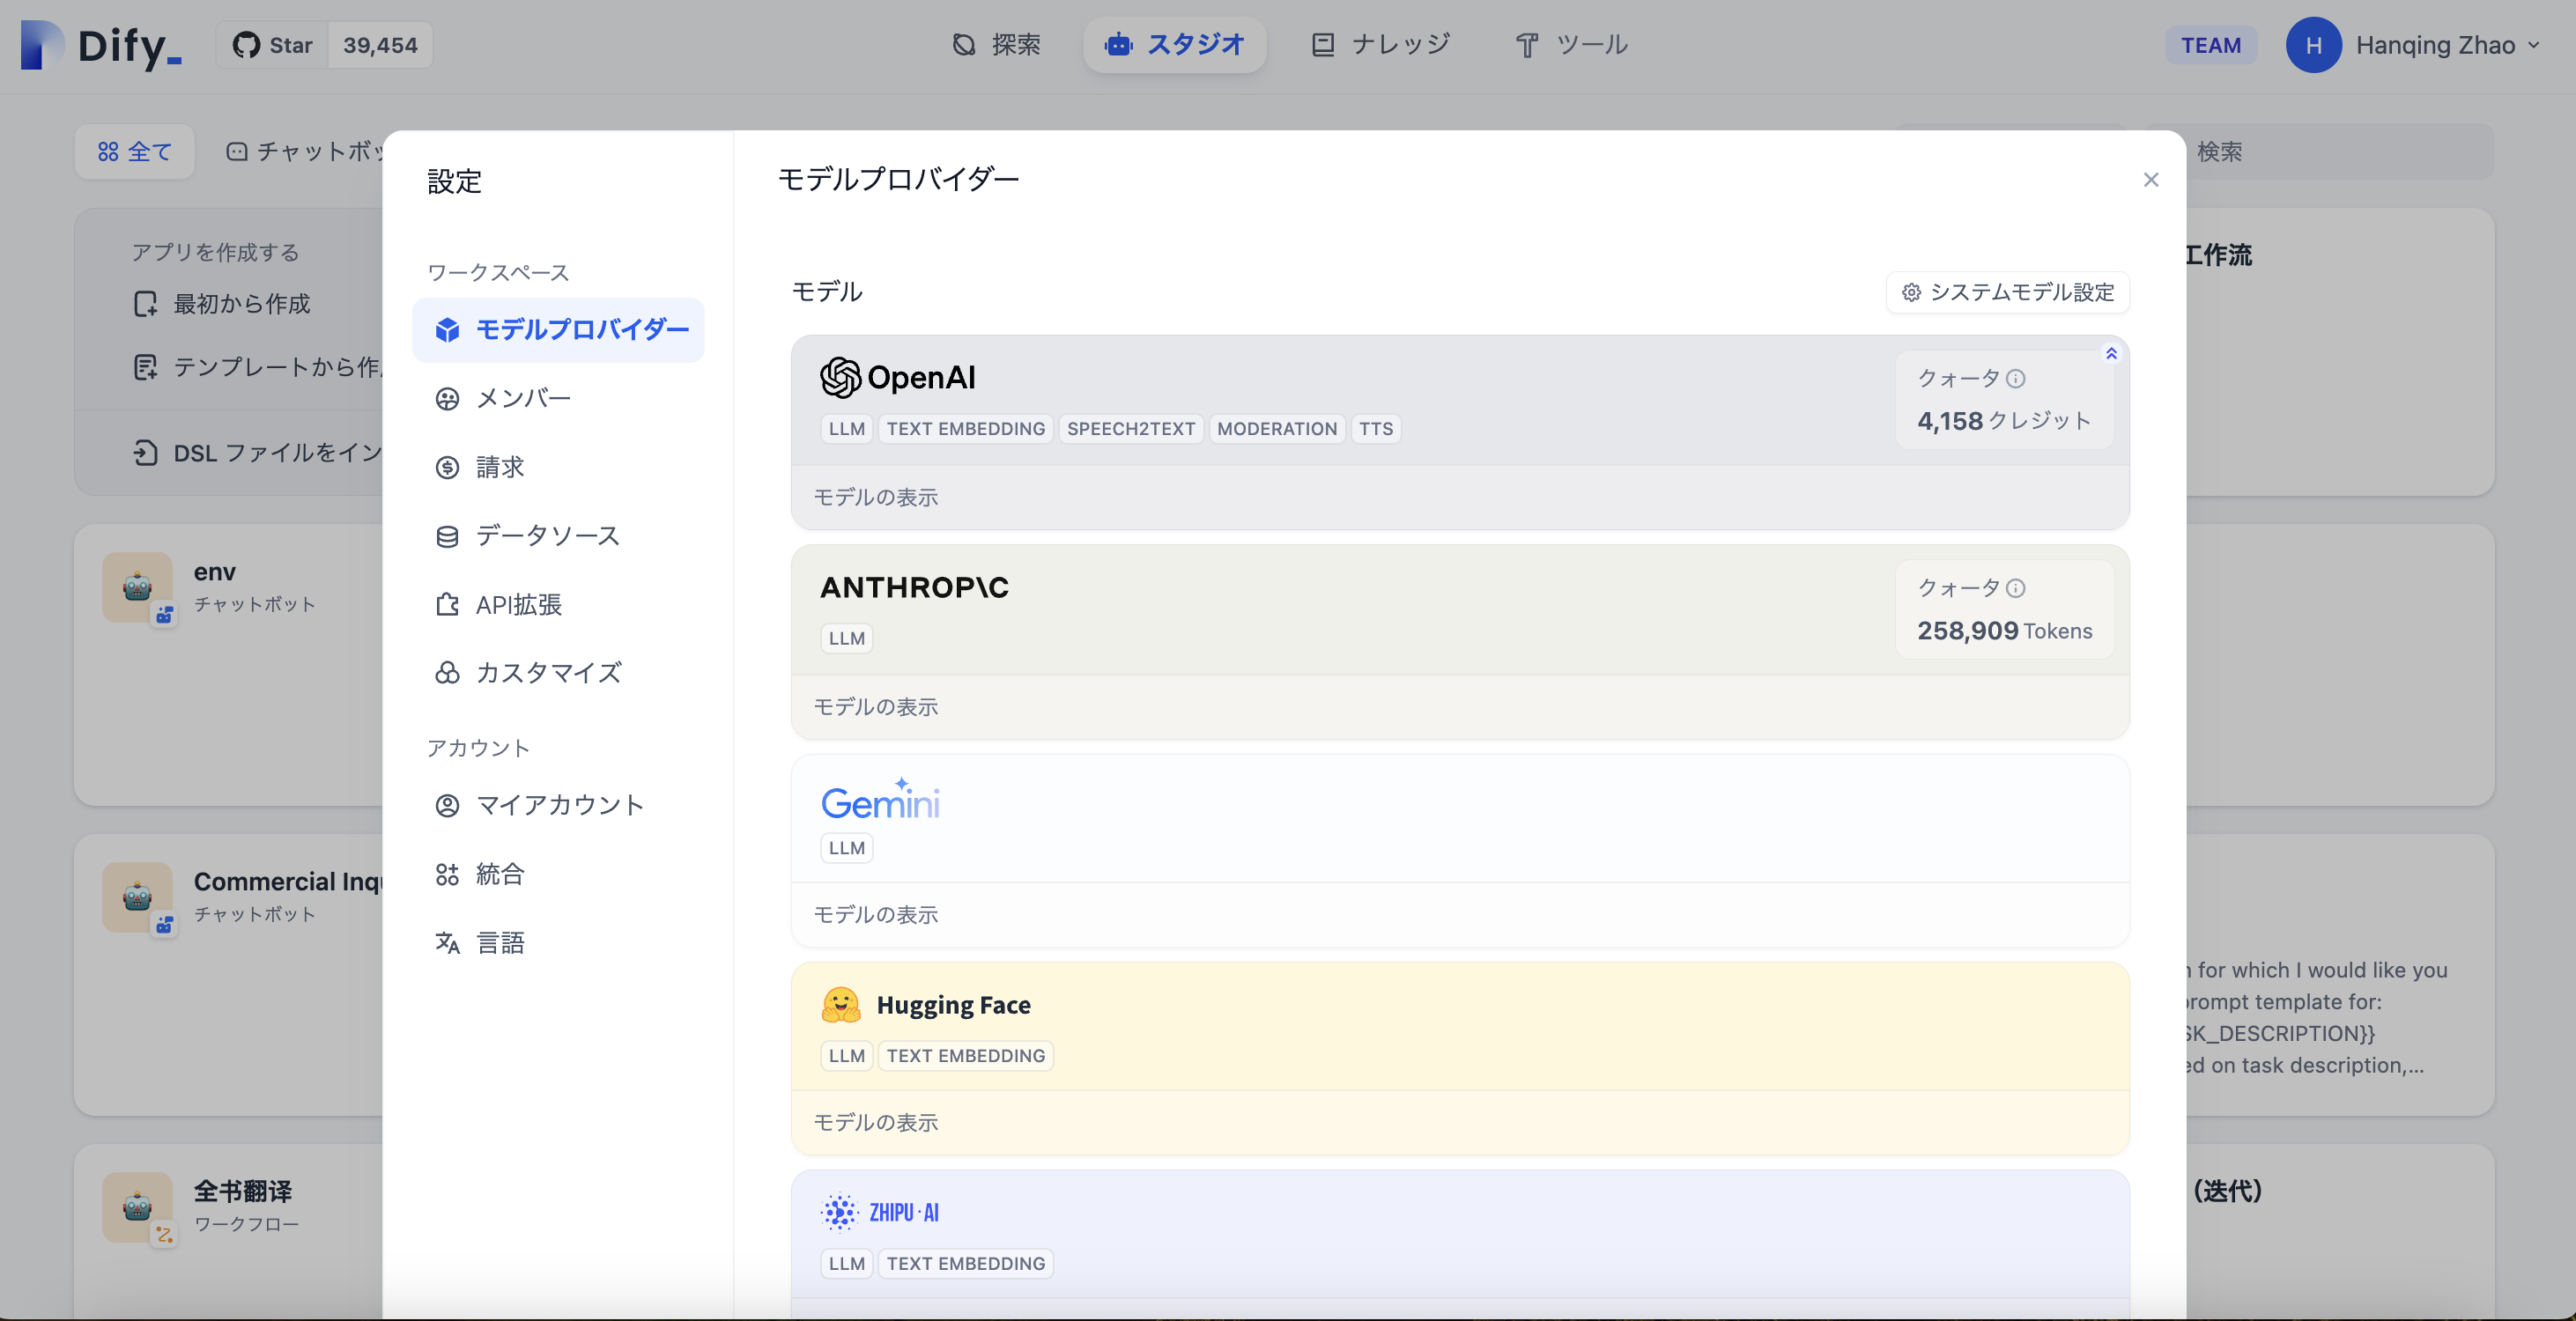 Dify_
Star 39,454
探索
スタジオ
ナレッジ
ツール
TEAM
H
Hanqing Zhao
全て
チャットボッ
検索
アプリを作成する
最初から作成
テンプレートから作
DSL ファイルをイン
工作流
env
チャットボット
Commercial Inq
チャットボット
for which I would like you
prompt template for:
SK_DESCRIPTION}}
ed on task description,...
全书翻译
ワークフロー
(迭代)
設定
ワークスペース
モデルプロバイダー
メンバー
請求
データソース
API拡張
カスタマイズ
アカウント
マイアカウント
統合
言語
モデルプロバイダー
モデル
システムモデル設定
OpenAI
LLM TEXT EMBEDDING SPEECH2TEXT MODERATION TTS
クォータ
4,158 クレジット
モデルの表示
ANTHROP\C
LLM
クォータ
258,909 Tokens
モデルの表示
Gemini
LLM
モデルの表示
Hugging Face
LLM TEXT EMBEDDING
モデルの表示
ZHIPU·AI
LLM TEXT EMBEDDING